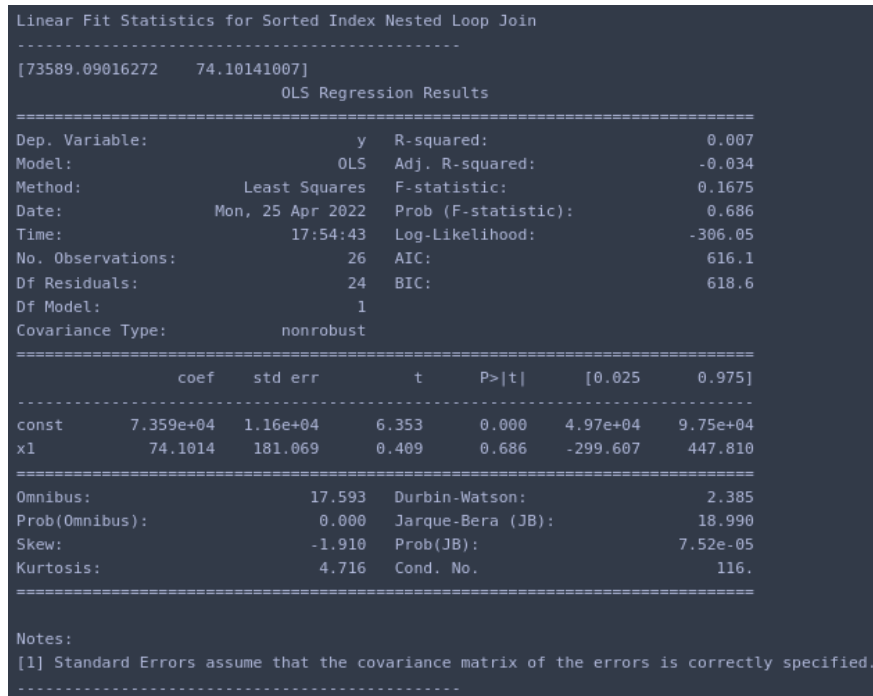 Linear Fit Statistics for Sorted Index Nested Loop Join
-----------------------------------------------
[73589.09016272    74.10141007]
                            OLS Regression Results
==============================================================================
Dep. Variable:                      y   R-squared:                       0.007
Model:                            OLS   Adj. R-squared:                 -0.034
Method:                 Least Squares   F-statistic:                    0.1675
Date:                Mon, 25 Apr 2022   Prob (F-statistic):              0.686
Time:                        17:54:43   Log-Likelihood:                -306.05
No. Observations:                  26   AIC:                             616.1
Df Residuals:                      24   BIC:                             618.6
Df Model:                           1
Covariance Type:            nonrobust
==============================================================================
                 coef    std err          t      P>|t|      [0.025      0.975]
------------------------------------------------------------------------------
const       7.359e+04   1.16e+04      6.353      0.000    4.97e+04    9.75e+04
x1            74.1014    181.069      0.409      0.686    -299.607     447.810
==============================================================================
Omnibus:                       17.593   Durbin-Watson:                   2.385
Prob(Omnibus):                  0.000   Jarque-Bera (JB):               18.990
Skew:                          -1.910   Prob(JB):                     7.52e-05
Kurtosis:                       4.716   Cond. No.                         116.
==============================================================================
Notes:
[1] Standard Errors assume that the covariance matrix of the errors is correctly specified.
-----------------------------------------------